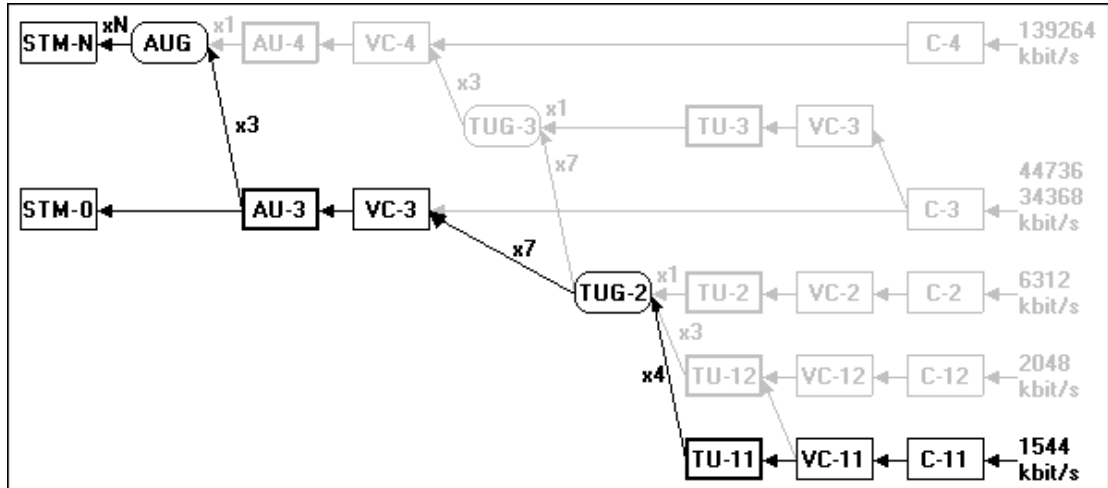 xN
x1
STM-N
AUG
AU-4
VC-4
C-4
139264
kbit/s
x3
x1
x3
TUG-3
TU-3
VC-3
x7
44736
34368
kbit/s
STM-0
AU-3
VC-3
C-3
x7
x1
TUG-2
TU-2
VC-2
C-2
6312
kbit/s
x3
x4
TU-12
VC-12
C-12
2048
kbit/s
TU-11
VC-11
C-11
1544
kbit/s